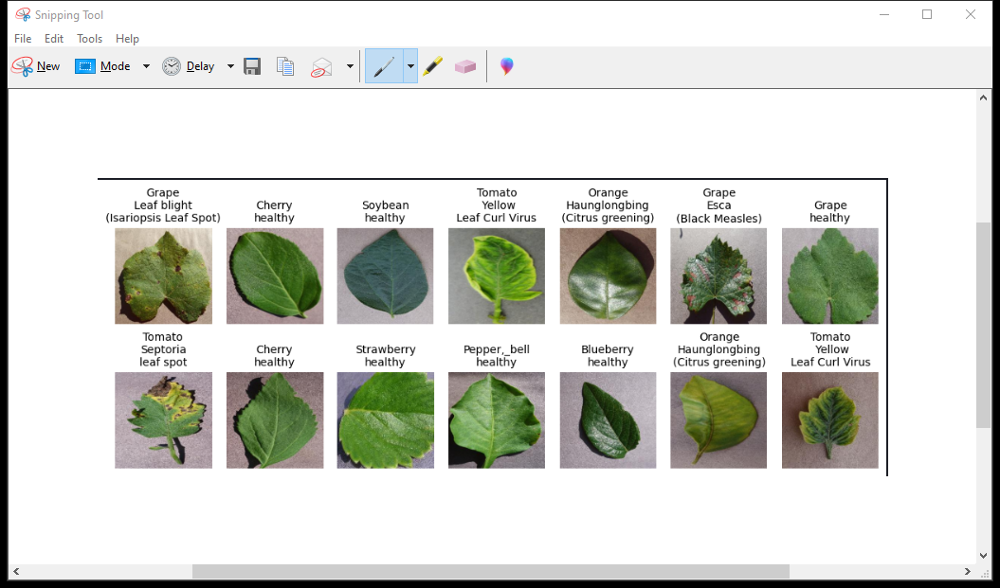 Snipping Tool
File Edit Tools Help
New Mode Delay
Grape
Leaf blight
(Isariopsis Leaf Spot)
Cherry
healthy
Soybean
healthy
Tomato
Yellow
Leaf Curl Virus
Orange
Haunglongbing
(Citrus greening)
Grape
Esca
(Black Measles)
Grape
healthy
Tomato
Septoria
leaf spot
Cherry
healthy
Strawberry
healthy
Pepper,_bell
healthy
Blueberry
healthy
Orange
Haunglongbing
(Citrus greening)
Tomato
Yellow
Leaf Curl Virus